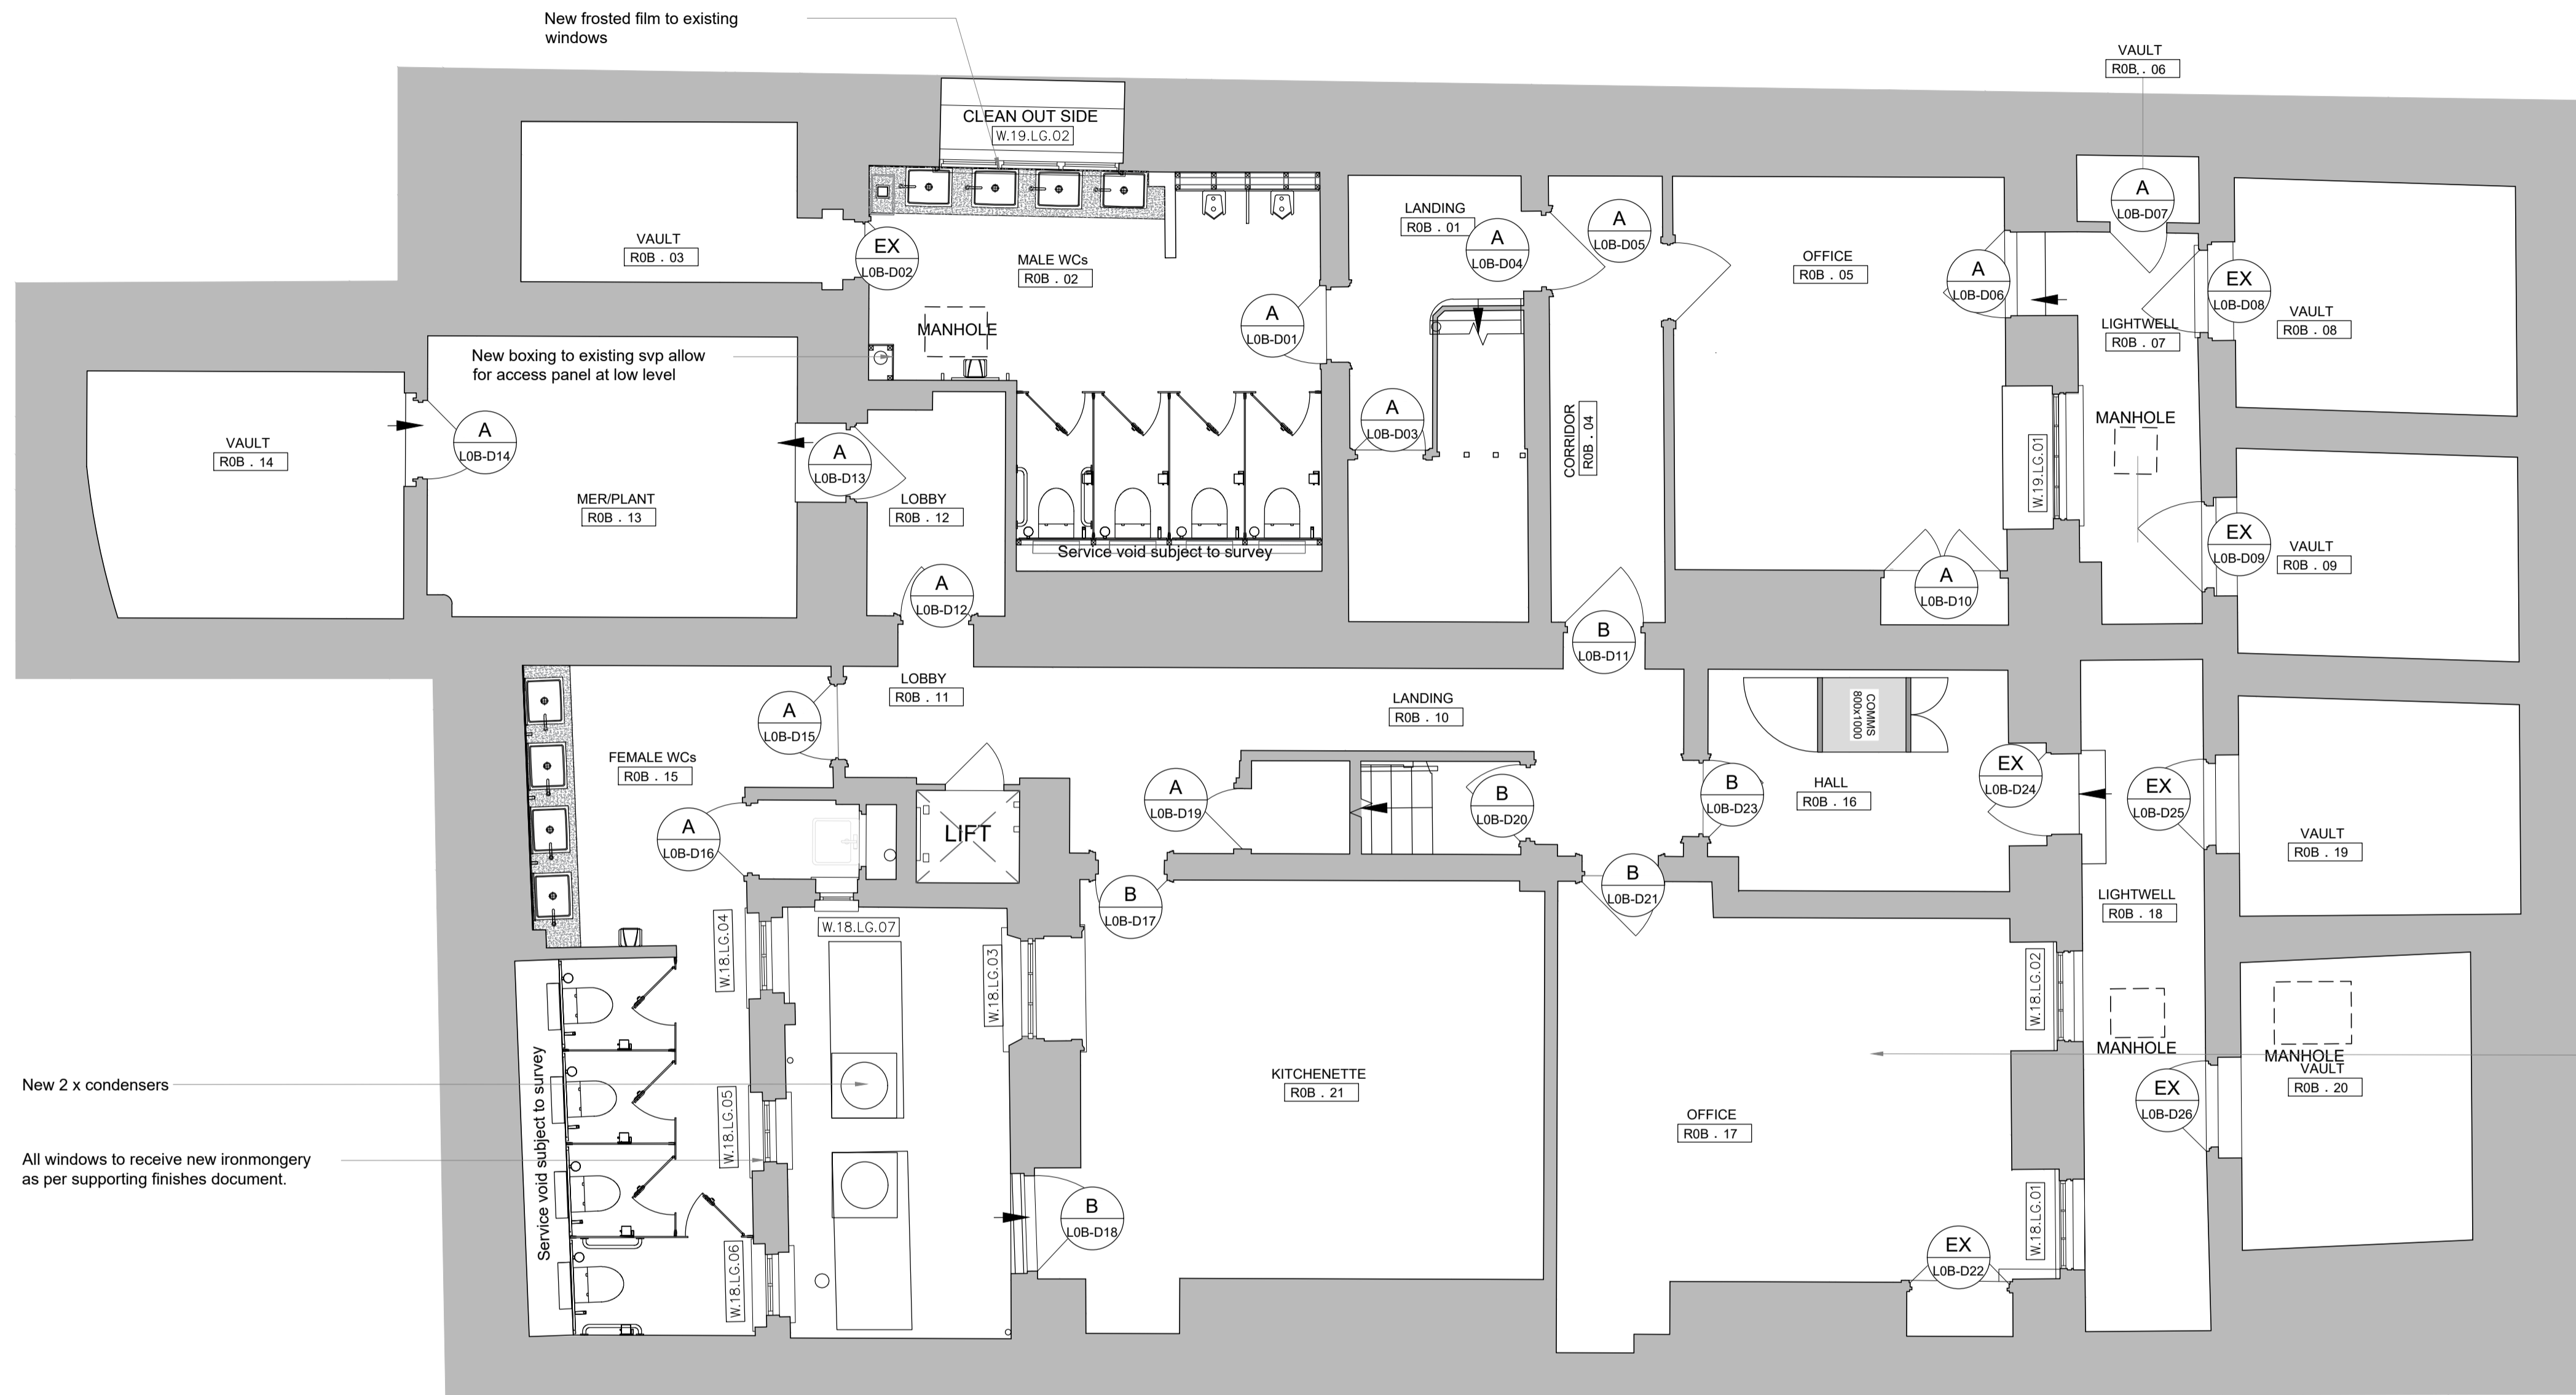 New frosted film to existing
windows
VAULT
R0B . 06
CLEAN OUT SIDE
W.19.LG.02
VAULT
R0B . 03
EX
L0B-D02
MALE WCs
R0B . 02
MANHOLE
A
L0B-D01
LANDING
R0B . 01
A
L0B-D04
A
L0B-D05
OFFICE
R0B . 05
A
L0B-D06
A
L0B-D07
EX
L0B-D08
LIGHTWELL
R0B . 07
VAULT
R0B . 08
New boxing to existing svp allow
for access panel at low level
VAULT
R0B . 14
A
L0B-D14
MER/PLANT
R0B . 13
A
L0B-D13
LOBBY
R0B . 12
A
L0B-D12
Service void subject to survey
A
L0B-D03
CORRIDOR
R0B . 04
W.19.LG.01
MANHOLE
EX
L0B-D09
VAULT
R0B . 09
A
L0B-D10
B
L0B-D11
LOBBY
R0B . 11
LANDING
R0B . 10
A
L0B-D15
FEMALE WCs
R0B . 15
A
L0B-D16
LIFT
A
L0B-D19
B
L0B-D20
B
L0B-D23
COMMS
800x1000
HALL
R0B . 16
EX
L0B-D24
EX
L0B-D25
VAULT
R0B . 19
B
L0B-D17
B
L0B-D21
LIGHTWELL
R0B . 18
W.18.LG.04
W.18.LG.07
W.18.LG.03
W.18.LG.02
MANHOLE
MANHOLE
VAULT
R0B . 20
EX
L0B-D26
New 2 x condensers
KITCHENETTE
R0B . 21
OFFICE
R0B . 17
Service void subject to survey
W.18.LG.05
All windows to receive new ironmongery
as per supporting finishes document.
B
L0B-D18
W.18.LG.06
W.18.LG.01
EX
L0B-D22